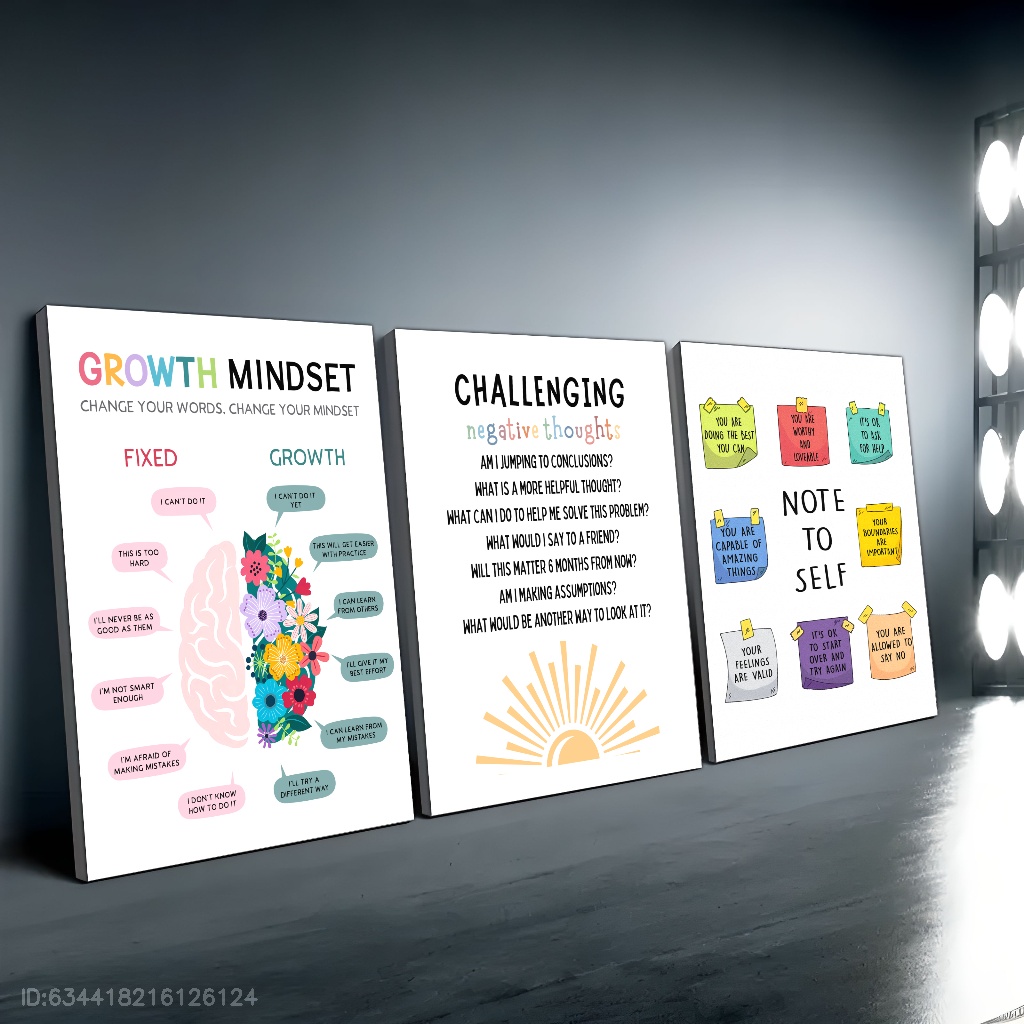 GROWTH MINDSET
CHANGE YOUR WORDS. CHANGE YOUR MINDSET
FIXED
GROWTH
I CAN'T DO IT
THIS IS TOO
HARD
I'LL NEVER BE AS
GOOD AS THEM
I'M NOT SMART
ENOUGH
I'M AFRAID OF
MAKING MISTAKES
I DON'T KNOW
HOW TO DO IT
I CAN'T DO IT
YET
THIS WILL GET EASIER
WITH PRACTICE
I CAN LEARN
FROM OTHERS
I'LL GIVE IT MY
BEST EFFORT
I CAN LEARN FROM
MY MISTAKES
I'LL TRY A
DIFFERENT WAY
CHALLENGING
negative thoughts
AM I JUMPING TO CONCLUSIONS?
WHAT IS A MORE HELPFUL THOUGHT?
WHAT CAN I DO TO HELP ME SOLVE THIS PROBLEM?
WHAT WOULD I SAY TO A FRIEND?
WILL THIS MATTER 6 MONTHS FROM NOW?
AM I MAKING ASSUMPTIONS?
WHAT WOULD BE ANOTHER WAY TO LOOK AT IT?
YOU ARE
DOING THE BEST
YOU CAN
YOU ARE
WORTHY
AND
LOVEABLE
IT'S OK
TO ASK
FOR HELP
YOU ARE
CAPABLE OF
AMAZING
THINGS
NOTE
TO
SELF
YOUR
BOUNDARIES
ARE
IMPORTANT
YOUR
FEELINGS
ARE VALID
IT'S OK
TO START
OVER AND
TRY AGAIN
YOU ARE
ALLOWED TO
SAY NO
ID:634418216126124